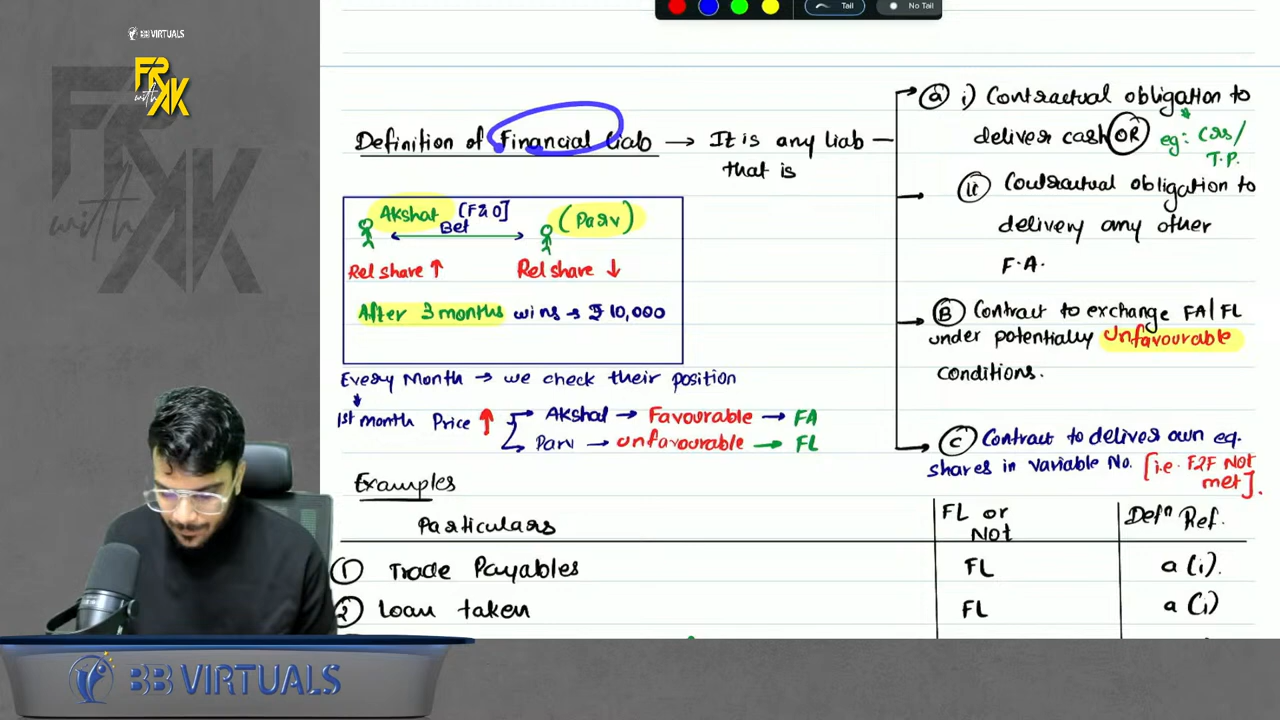 BB VIRTUALS
FR
with
AK
FR
with
AK
Tail
No Tail
Definition of Financial Liab → It is any liab
that is
(a) i) Contractual obligation to
deliver cash OR
eg: Crs/
T.P.
(ii) Contractual obligation to
delivery any other
F.A.
(B) Contract to exchange FA/FL
under potentially Unfavourable
conditions.
(C) Contract to deliver own eq.
shares in variable No. [i.e. F2F Not
met].
Akshat [F&O] (Parv)
Bet
Rel share ↑ Rel share ↓
After 3 months wins → ₹ 10,000
Every Month → we check their position
1st month Price ↑ Akshat → Favourable → FA
Parv → unfavourable → FL
Examples
Particulars FL or Not Defn Ref.
① Trade Payables FL a(i).
② Loan taken FL a(i)
BB VIRTUALS